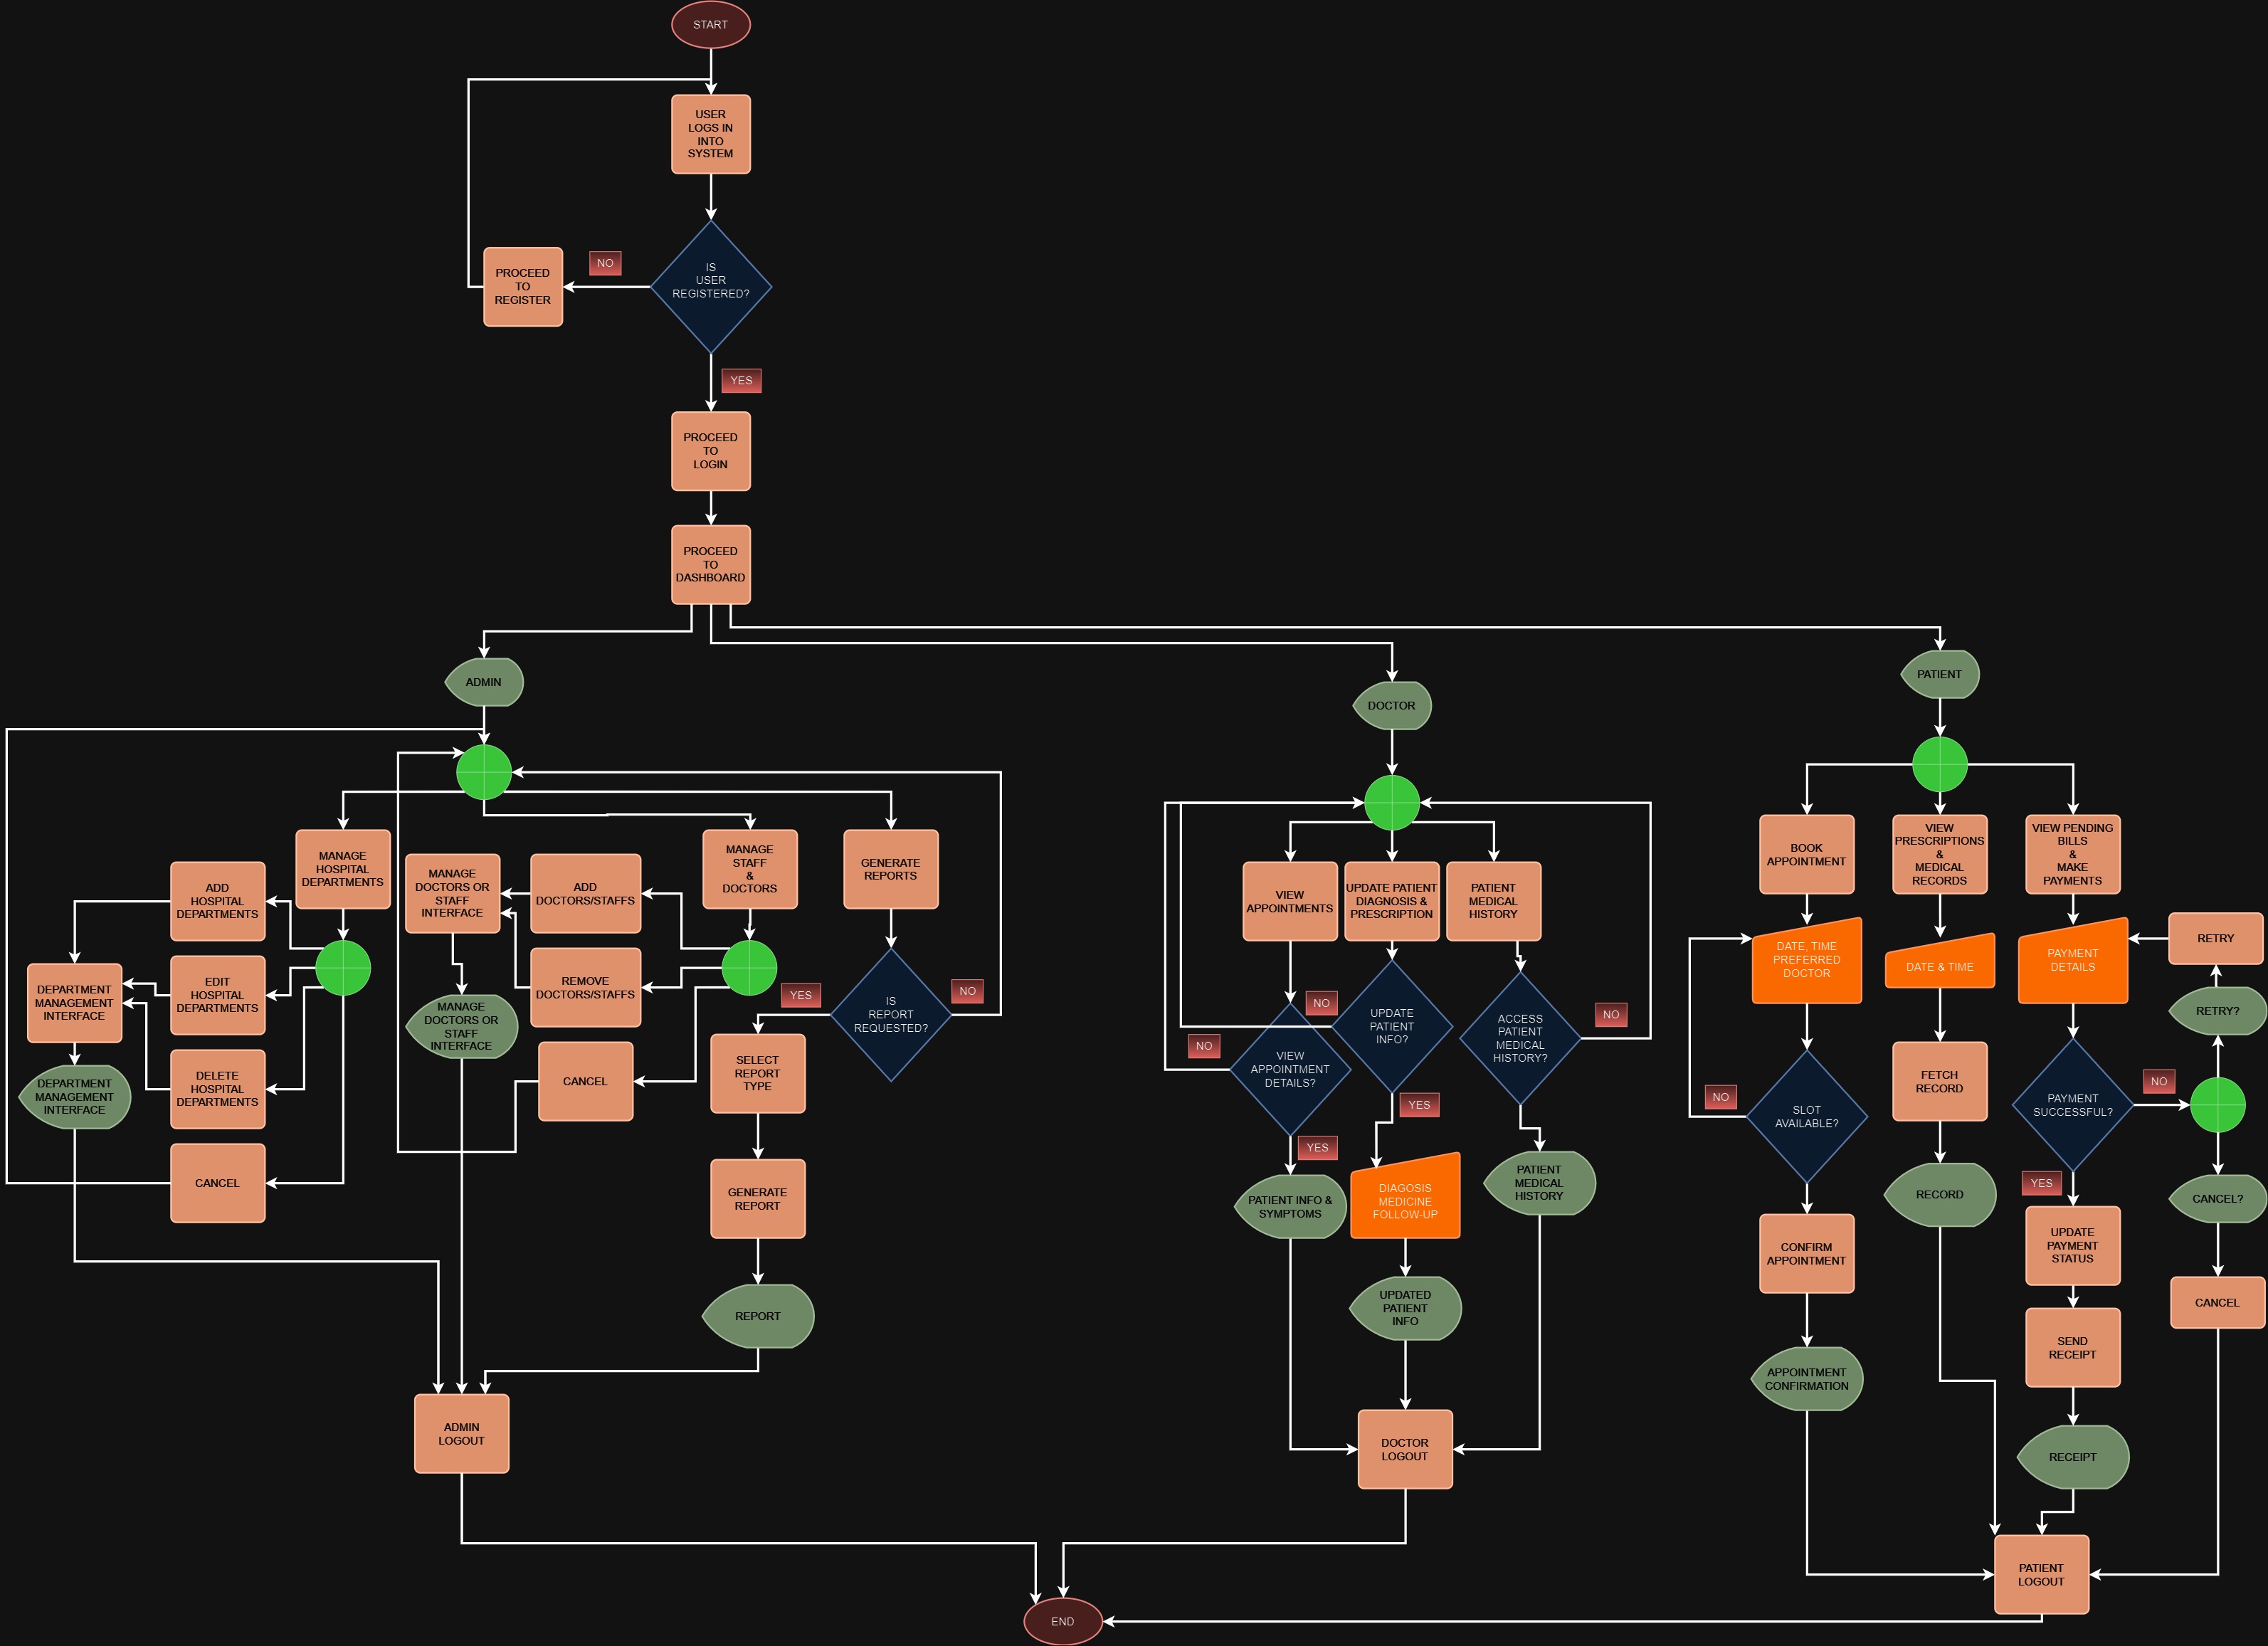 START
USER
LOGS IN
INTO
SYSTEM
IS
USER
REGISTERED?
NO
PROCEED
TO
REGISTER
YES
PROCEED
TO
LOGIN
PROCEED
TO
DASHBOARD
ADMIN
MANAGE
HOSPITAL
DEPARTMENTS
ADD
HOSPITAL
DEPARTMENTS
EDIT
HOSPITAL
DEPARTMENTS
DELETE
HOSPITAL
DEPARTMENTS
CANCEL
DEPARTMENT
MANAGEMENT
INTERFACE
DEPARTMENT
MANAGEMENT
INTERFACE
MANAGE
STAFF
&
DOCTORS
ADD
DOCTORS/STAFFS
REMOVE
DOCTORS/STAFFS
CANCEL
MANAGE
DOCTORS OR
STAFF
INTERFACE
MANAGE
DOCTORS OR
STAFF
INTERFACE
GENERATE
REPORTS
IS
REPORT
REQUESTED?
YES
NO
SELECT
REPORT
TYPE
GENERATE
REPORT
REPORT
ADMIN
LOGOUT
DOCTOR
VIEW
APPOINTMENTS
UPDATE PATIENT
DIAGNOSIS &
PRESCRIPTION
PATIENT
MEDICAL
HISTORY
VIEW
APPOINTMENT
DETAILS?
NO
YES
UPDATE
PATIENT
INFO?
NO
YES
ACCESS
PATIENT
MEDICAL
HISTORY?
NO
PATIENT INFO &
SYMPTOMS
DIAGOSIS
MEDICINE
FOLLOW-UP
PATIENT
MEDICAL
HISTORY
UPDATED
PATIENT
INFO
DOCTOR
LOGOUT
PATIENT
BOOK
APPOINTMENT
VIEW
PRESCRIPTIONS
&
MEDICAL
RECORDS
VIEW PENDING
BILLS
&
MAKE
PAYMENTS
DATE, TIME
PREFERRED
DOCTOR
DATE & TIME
PAYMENT
DETAILS
RETRY
RETRY?
SLOT
AVAILABLE?
NO
FETCH
RECORD
RECORD
PAYMENT
SUCCESSFUL?
NO
YES
CANCEL?
CANCEL
CONFIRM
APPOINTMENT
APPOINTMENT
CONFIRMATION
UPDATE
PAYMENT
STATUS
SEND
RECEIPT
RECEIPT
PATIENT
LOGOUT
END